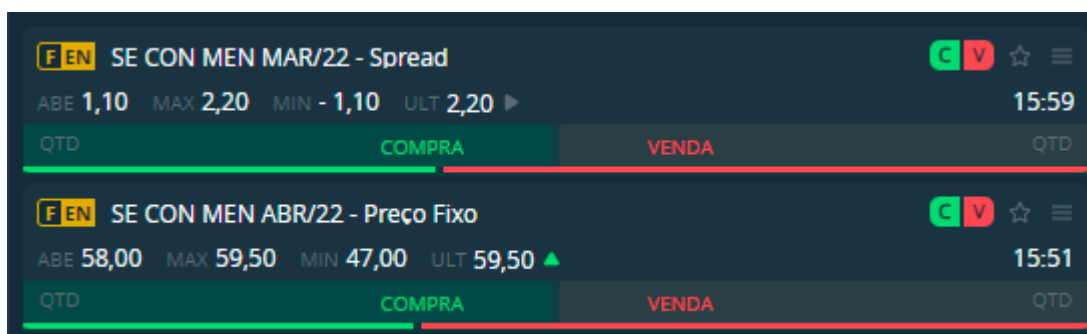 F EN SE CON MEN MAR/22 - Spread C V
ABE 1,10 MAX 2,20 MIN - 1,10 ULT 2,20 15:59
QTD COMPRA VENDA QTD
F EN SE CON MEN ABR/22 - Preço Fixo C V
ABE 58,00 MAX 59,50 MIN 47,00 ULT 59,50 15:51
QTD COMPRA VENDA QTD